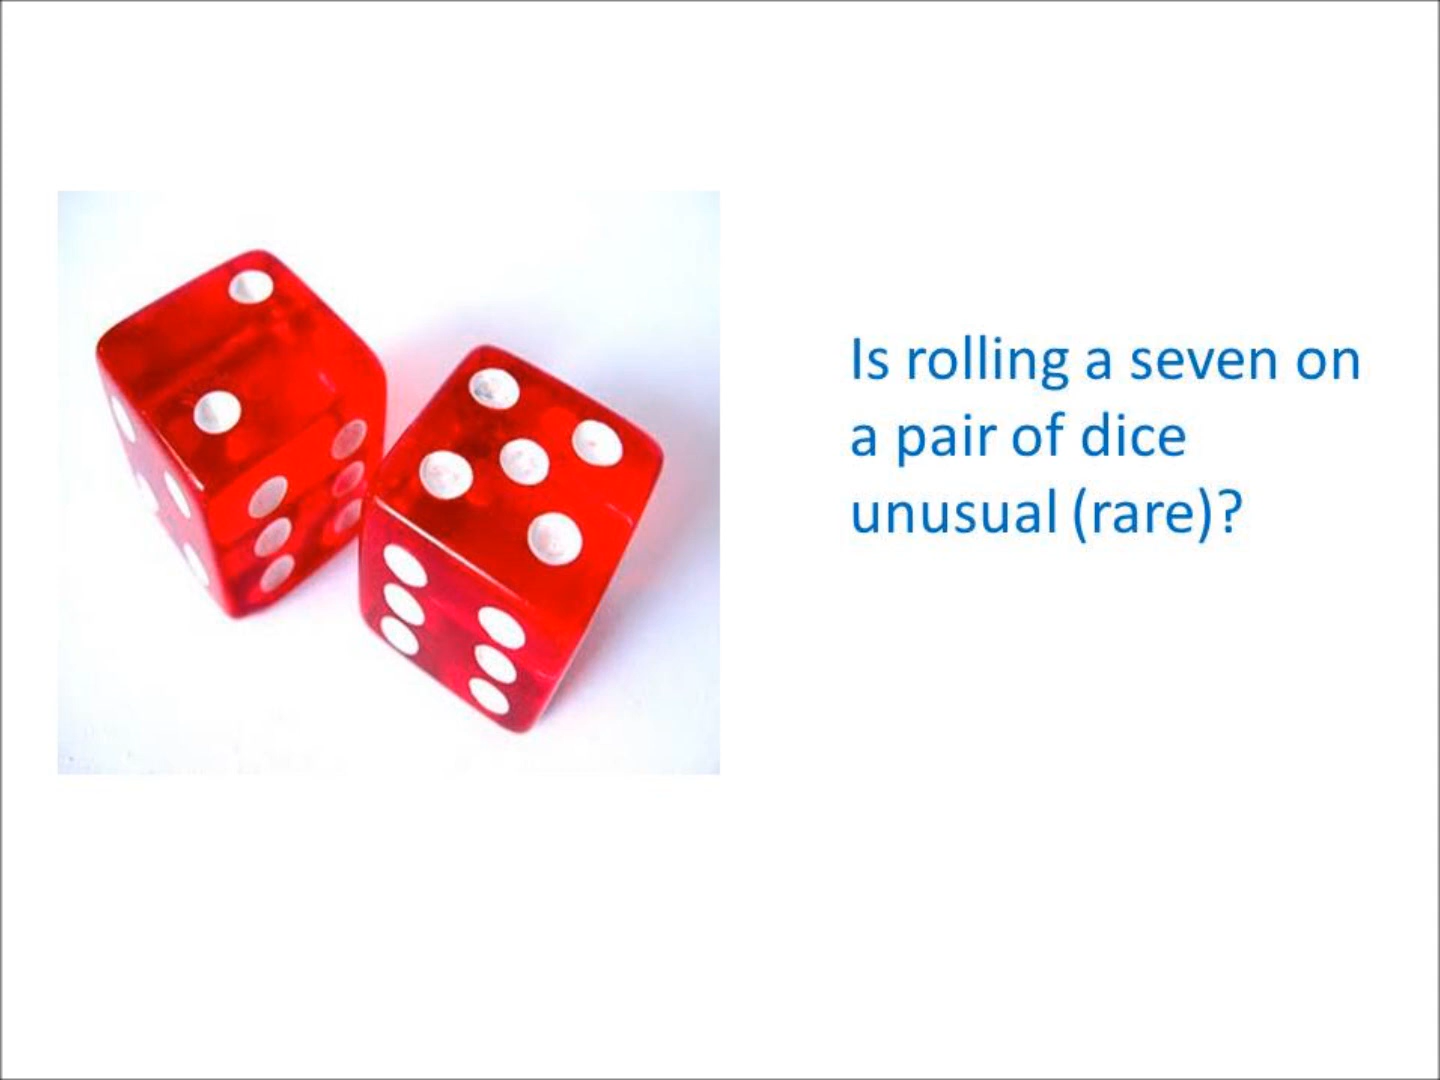 Is rolling a seven on
a pair of dice
unusual (rare)?